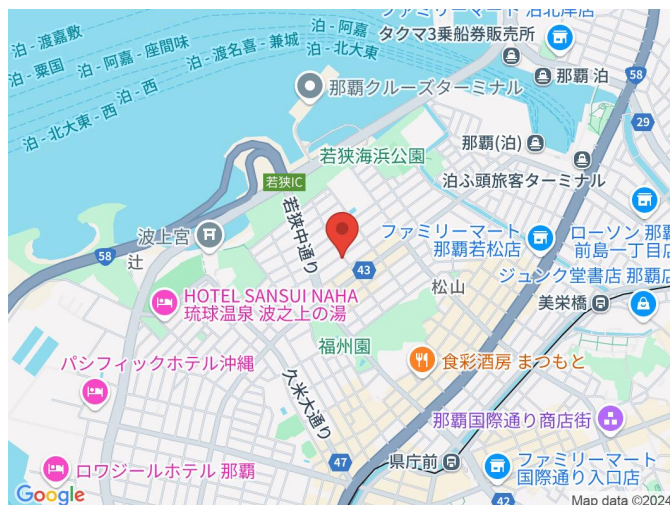 ファミリーマート 泊北岸店
タクマ3乗船券販売所
泊-渡嘉敷
泊-粟国
泊-阿嘉-座間味
泊-渡名喜-兼城
泊-阿嘉
泊-北大東
泊-西
泊-北大東-西
那覇クルーズターミナル
那覇 泊
58
29
若狭海浜公園
那覇(泊)
泊ふ頭旅客ターミナル
若狭IC
若狭中通り
波上宮
58
辻
ファミリーマート
那覇若松店
ローソン 那覇
前島一丁目店
43
ジュンク堂書店 那覇店
松山
美栄橋
HOTEL SANSUI NAHA
琉球温泉 波之上の湯
福州園
食彩酒房 まつもと
パシフィックホテル沖縄
久米大通り
那覇国際通り商店街
ロワジールホテル 那覇
47
県庁前
ファミリーマート
国際通り入口店
42
Google
Map data ©2024